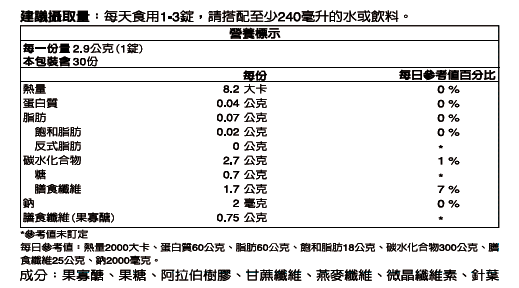 建議攝取量：每天食用1-3錠，請搭配至少240毫升的水或飲料。
營養標示
每一份量 2.9公克(1錠)
本包裝含 30份
每份 每日參考值百分比
熱量 8.2 大卡 0 %
蛋白質 0.04 公克 0 %
脂肪 0.07 公克 0 %
飽和脂肪 0.02 公克 0 %
反式脂肪 0 公克 *
碳水化合物 2.7 公克 1 %
糖 0.7 公克 *
膳食纖維 1.7 公克 7 %
鈉 2 毫克 0 %
膳食纖維(果寡醣) 0.75 公克 *
*參考值未訂定
每日參考值：熱量2000大卡、蛋白質60公克、脂肪60公克、飽和脂肪18公克、碳水化合物300公克、膳
食纖維25公克、鈉2000毫克。
成分：果寡醣、果糖、阿拉伯樹膠、甘蔗纖維、燕麥纖維、微晶纖維素、針葉